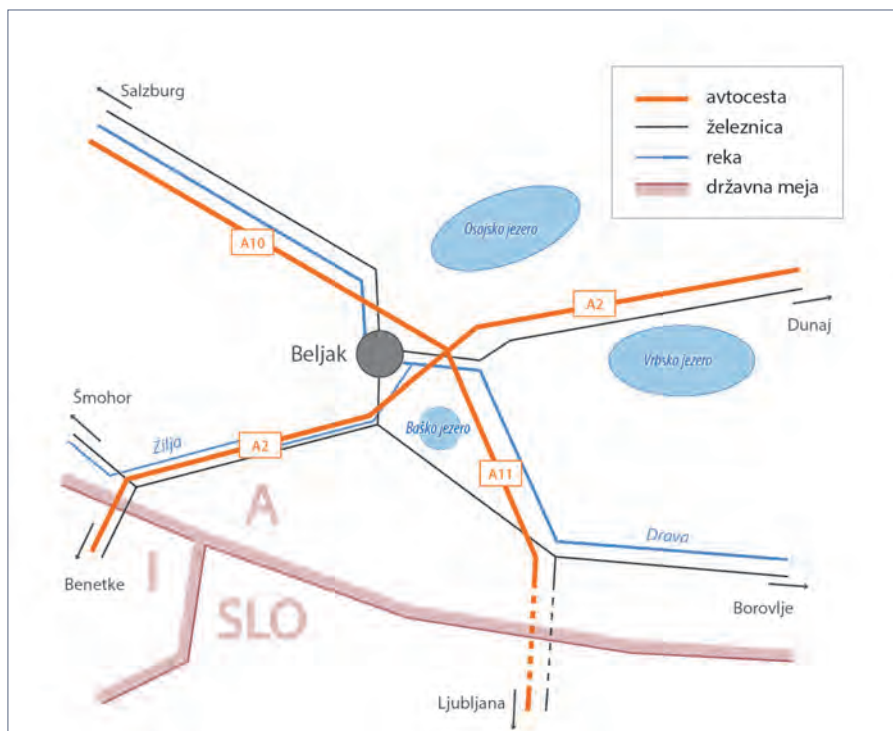 Salzburg
avtocesta
železnica
reka
državna meja
Osojsko jezero
A10
A2
Dunaj
Beljak
Vrbsko jezero
Šmohor
Žilja
Baško jezero
A2
A11
A
Drava
I
Benetke
SLO
Borovlje
Ljubljana